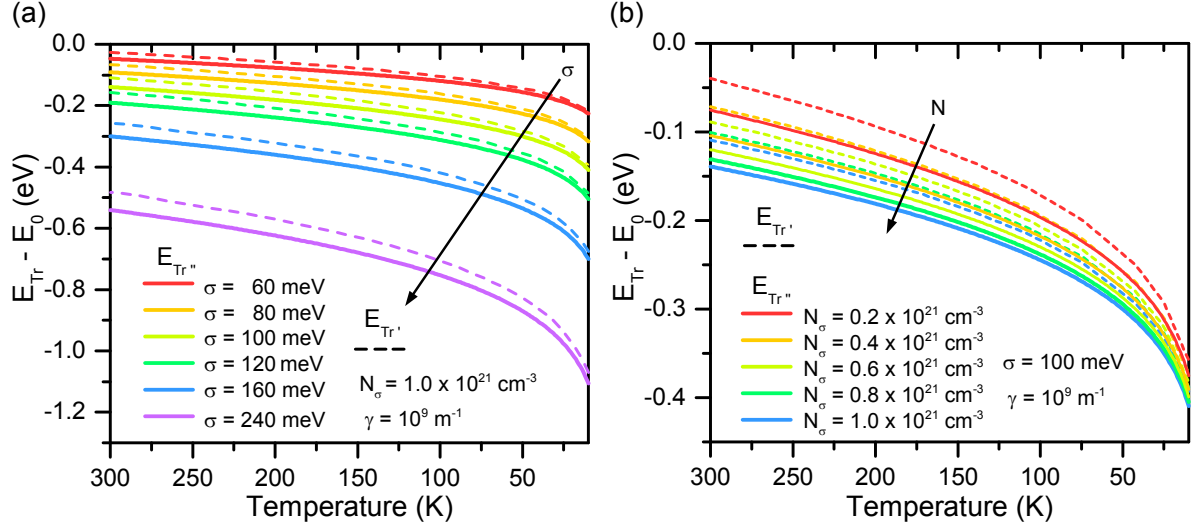 (a)
0.0
-0.2
-0.4
-0.6
-0.8
-1.0
-1.2
E_Tr - E_0 (eV)
σ
E_Tr''
σ = 60 meV
σ = 80 meV
σ = 100 meV
σ = 120 meV
σ = 160 meV
σ = 240 meV
E_Tr'
N_σ = 1.0 x 10^21 cm^-3
γ = 10^9 m^-1
300 250 200 150 100 50
Temperature (K)
(b)
0.0
-0.1
-0.2
-0.3
-0.4
E_Tr - E_0 (eV)
N
E_Tr'
E_Tr''
N_σ = 0.2 x 10^21 cm^-3
N_σ = 0.4 x 10^21 cm^-3
N_σ = 0.6 x 10^21 cm^-3
N_σ = 0.8 x 10^21 cm^-3
N_σ = 1.0 x 10^21 cm^-3
σ = 100 meV
γ = 10^9 m^-1
300 250 200 150 100 50
Temperature (K)